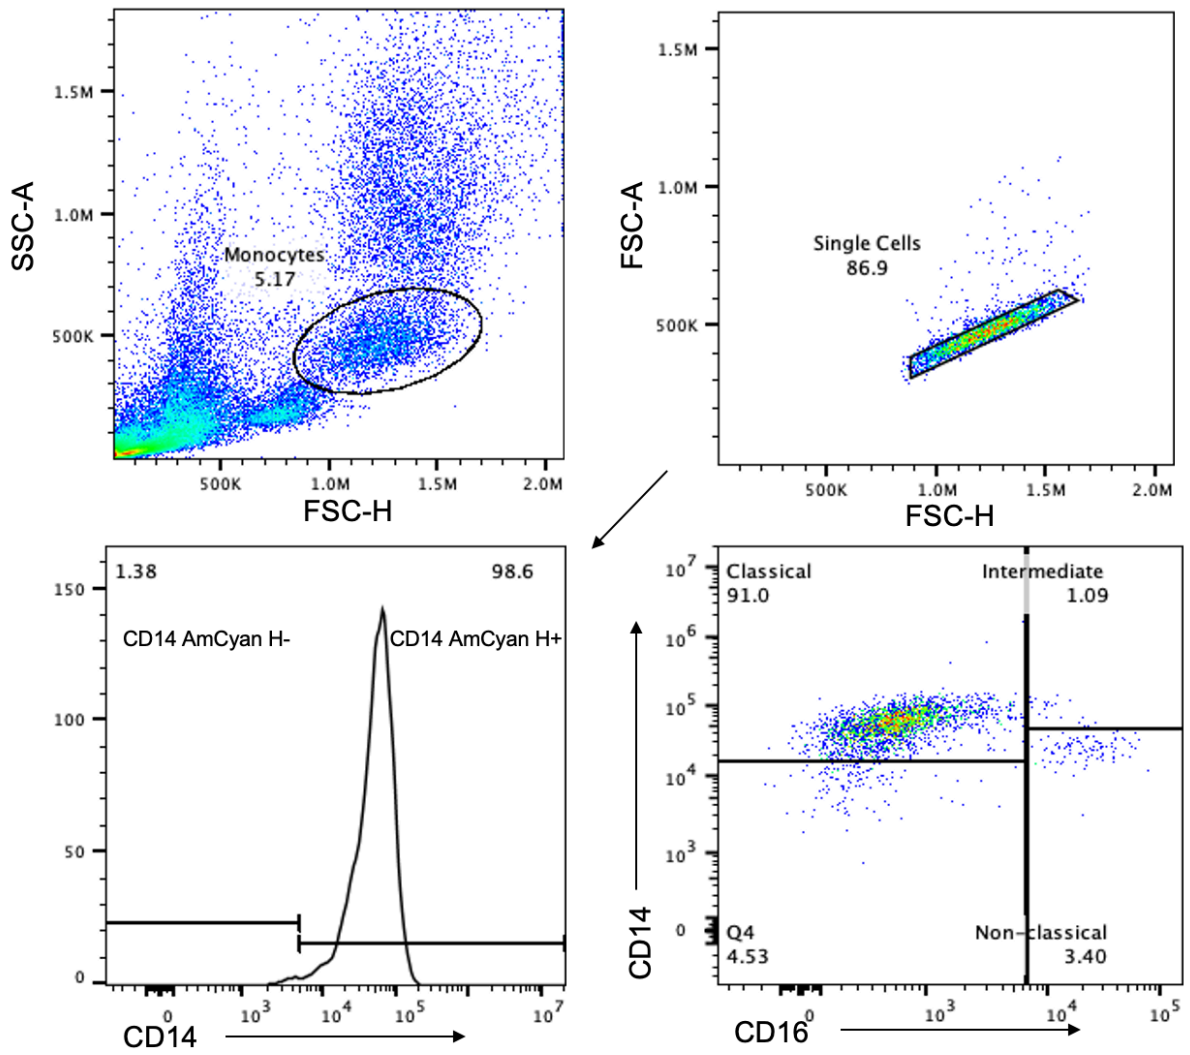 1.5M
1.0M
500K
SSC-A
Monocytes
5.17
500K
1.0M
1.5M
2.0M
FSC-H
1.5M
1.0M
500K
FSC-A
Single Cells
86.9
500K
1.0M
1.5M
2.0M
FSC-H
1.38
98.6
CD14 AmCyan H-
CD14 AmCyan H+
150
100
50
0
0
10³
10⁴
10⁵
10⁷
CD14
10⁷
10⁶
10⁵
10⁴
10³
0
CD14
Classical
91.0
Intermediate
1.09
Q4
4.53
Non-classical
3.40
0
10³
10⁴
10⁵
CD16